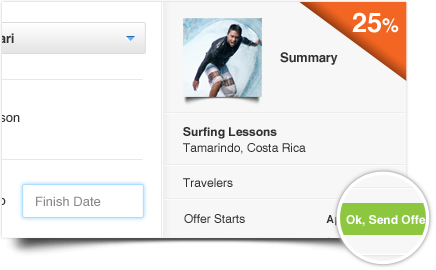 ari
25%
Summary
son
Surfing Lessons
Tamarindo, Costa Rica
Travelers
Finish Date
Offer Starts
Ok, Send Offe